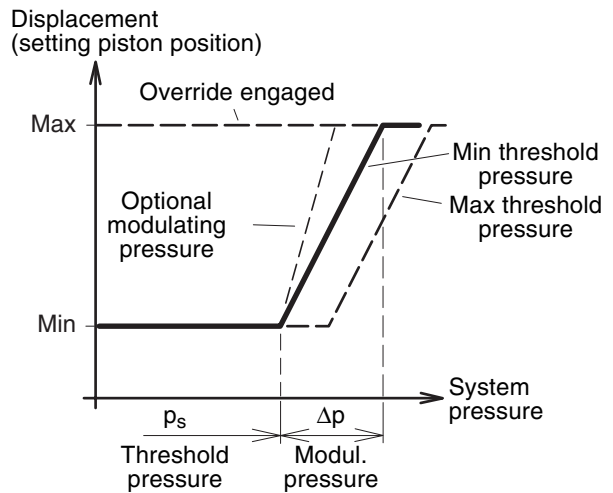 Displacement
(setting piston position)
Override engaged
Max
Min threshold
pressure
Optional
modulating
pressure
Max threshold
pressure
Min
System
pressure
ps
Δp
Threshold
pressure
Modul.
pressure